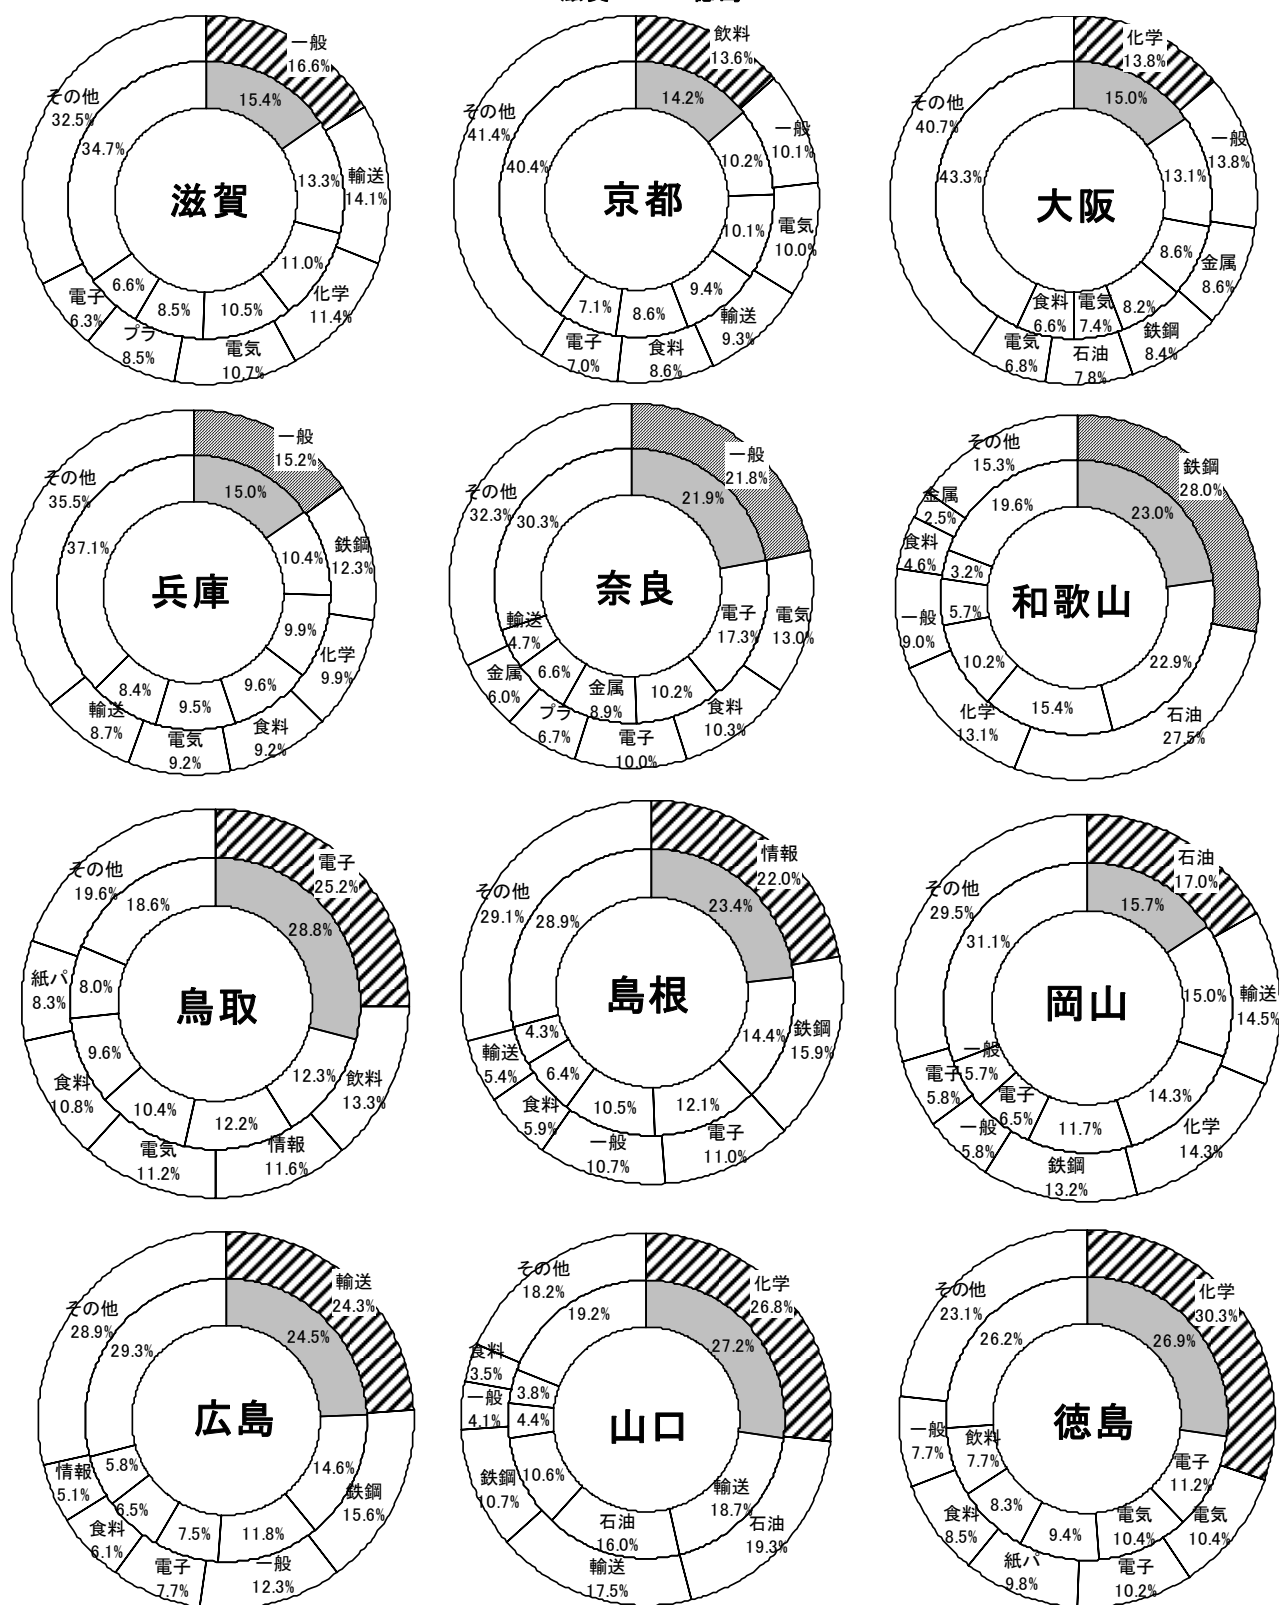 一般
16.6%
15.4%
その他
32.5%
34.7%
13.3%
輸送
14.1%
滋賀
11.0%
化学
11.4%
6.6%
8.5%
10.5%
電子
6.3%
プラ
8.5%
電気
10.7%
飲料
13.6%
14.2%
その他
41.4%
40.4%
一般
10.1%
10.2%
京都
10.1%
電気
10.0%
9.4%
7.1%
8.6%
輸送
9.3%
電子
7.0%
食料
8.6%
化学
13.8%
15.0%
その他
40.7%
43.3%
一般
13.8%
13.1%
大阪
8.6%
金属
8.6%
食料
6.6%
電気
7.4%
8.2%
鉄鋼
8.4%
電気
6.8%
石油
7.8%
一般
15.2%
15.0%
その他
35.5%
37.1%
10.4%
鉄鋼
12.3%
兵庫
9.9%
化学
9.9%
8.4%
9.5%
9.6%
輸送
8.7%
電気
9.2%
食料
9.2%
一般
21.8%
21.9%
その他
32.3%
30.3%
奈良
電子
17.3%
電気
13.0%
輸送
4.7%
6.6%
金属
8.9%
10.2%
金属
6.0%
プラ
6.7%
電子
10.0%
食料
10.3%
その他
15.3%
鉄鋼
28.0%
金属
2.5%
19.6%
23.0%
食料
4.6%
3.2%
和歌山
5.7%
一般
9.0%
10.2%
22.9%
15.4%
化学
13.1%
石油
27.5%
電子
25.2%
その他
19.6%
18.6%
28.8%
紙パ
8.3%
8.0%
鳥取
9.6%
食料
10.8%
12.3%
飲料
13.3%
10.4%
12.2%
電気
11.2%
情報
11.6%
情報
22.0%
その他
29.1%
28.9%
23.4%
島根
14.4%
鉄鋼
15.9%
4.3%
輸送
5.4%
6.4%
食料
5.9%
10.5%
12.1%
一般
10.7%
電子
11.0%
石油
17.0%
その他
29.5%
15.7%
31.1%
岡山
15.0%
輸送
14.5%
一般
5.7%
電子
5.8%
電子
6.5%
11.7%
14.3%
一般
5.8%
鉄鋼
13.2%
化学
14.3%
輸送
24.3%
その他
28.9%
29.3%
24.5%
広島
情報
5.1%
5.8%
14.6%
鉄鋼
15.6%
6.5%
食料
6.1%
7.5%
11.8%
電子
7.7%
一般
12.3%
その他
18.2%
化学
26.8%
19.2%
27.2%
食料
3.5%
3.8%
一般
4.1%
4.4%
山口
鉄鋼
10.7%
10.6%
輸送
18.7%
石油
16.0%
石油
19.3%
輸送
17.5%
その他
23.1%
化学
30.3%
26.2%
26.9%
徳島
一般
7.7%
飲料
7.7%
電子
11.2%
8.3%
9.4%
電気
10.4%
電気
10.4%
食料
8.5%
紙パ
9.8%
電子
10.2%